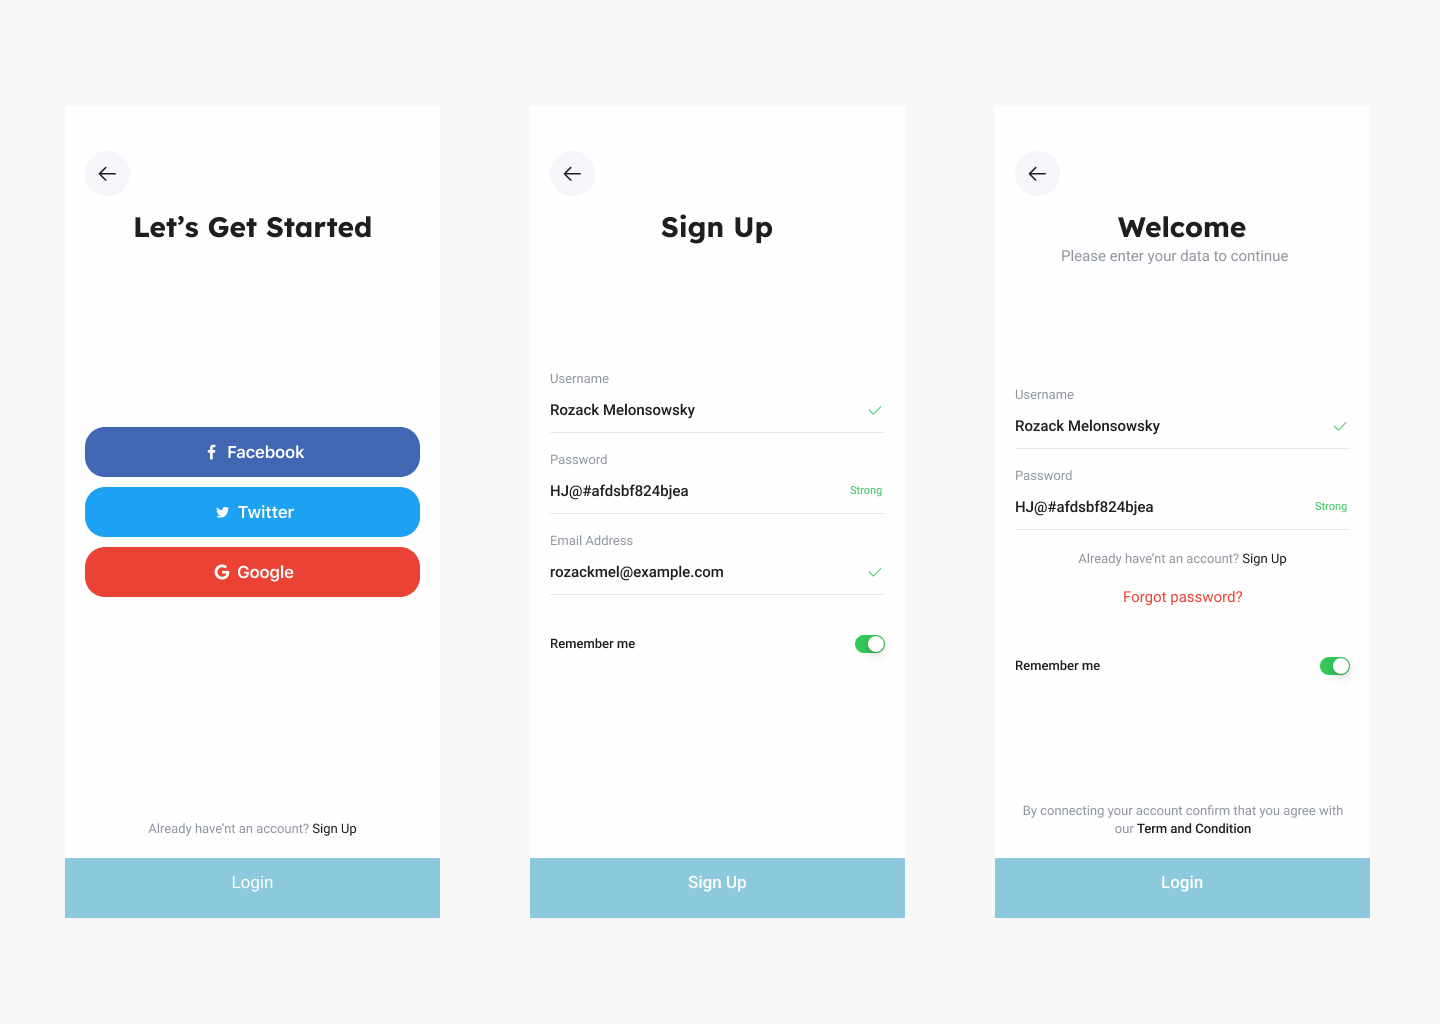 Let’s Get Started
Facebook
Twitter
Google
Already have’nt an account? Sign Up
Login
Sign Up
Username
Rozack Melonsowsky
Password
HJ@#afdsbf824bjea
Strong
Email Address
rozackmel@example.com
Remember me
Sign Up
Welcome
Please enter your data to continue
Username
Rozack Melonsowsky
Password
HJ@#afdsbf824bjea
Strong
Already have’nt an account? Sign Up
Forgot password?
Remember me
By connecting your account confirm that you agree with
our Term and Condition
Login